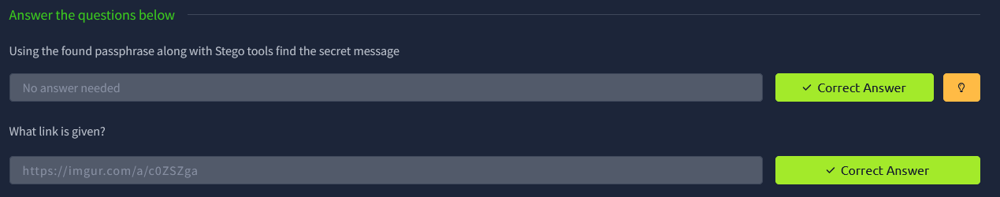 Answer the questions below
Using the found passphrase along with Stego tools find the secret message
No answer needed
Correct Answer
What link is given?
https://imgur.com/a/c0ZSZga
Correct Answer